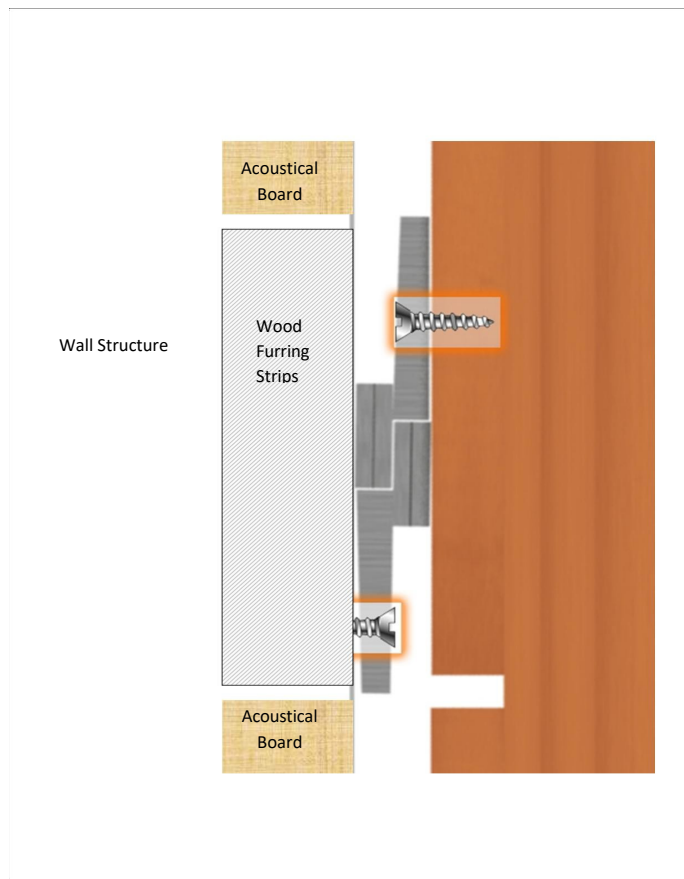 Acoustical
Board
Wall Structure
Wood
Furring
Strips
Acoustical
Board